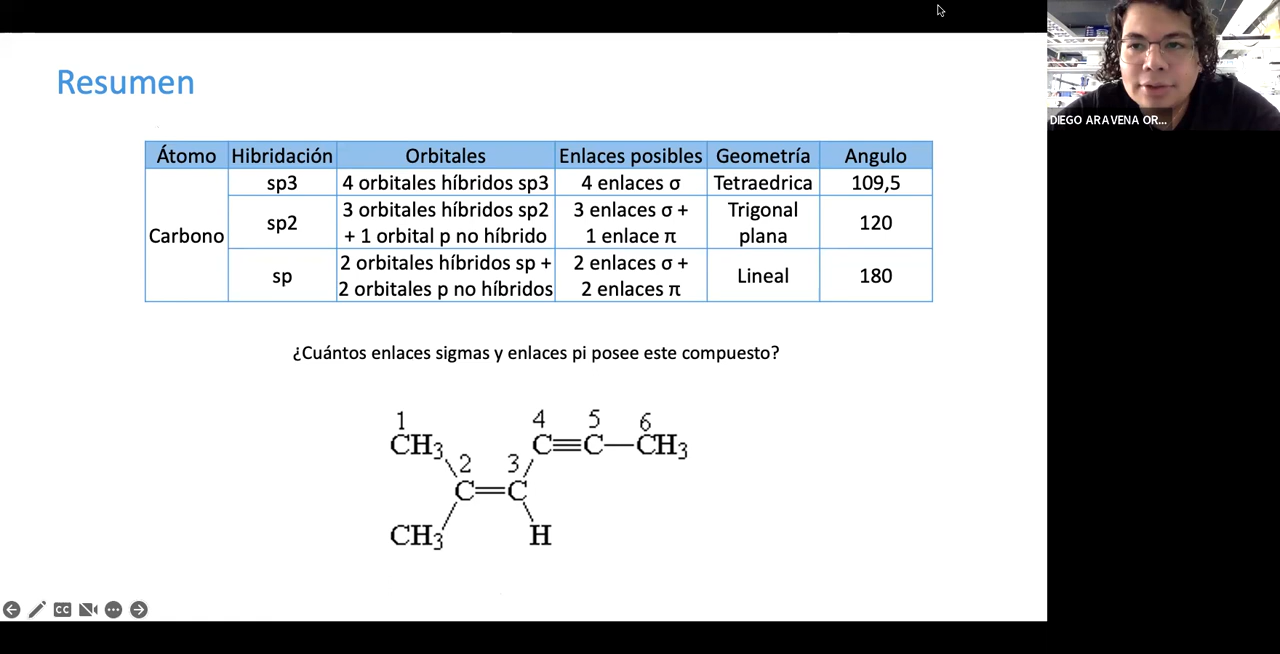 Resumen
DIEGO ARAVENA OR...
Átomo Hibridación Orbitales Enlaces posibles Geometría Angulo
Carbono
sp3 4 orbitales híbridos sp3 4 enlaces σ Tetraedrica 109,5
sp2 3 orbitales híbridos sp2
+ 1 orbital p no híbrido
3 enlaces σ +
1 enlace π
Trigonal
plana
120
sp 2 orbitales híbridos sp +
2 orbitales p no híbridos
2 enlaces σ +
2 enlaces π
Lineal 180
¿Cuántos enlaces sigmas y enlaces pi posee este compuesto?
1 4 5 6
CH3 C≡C—CH3
2 3
C=C
CH3 H
CC